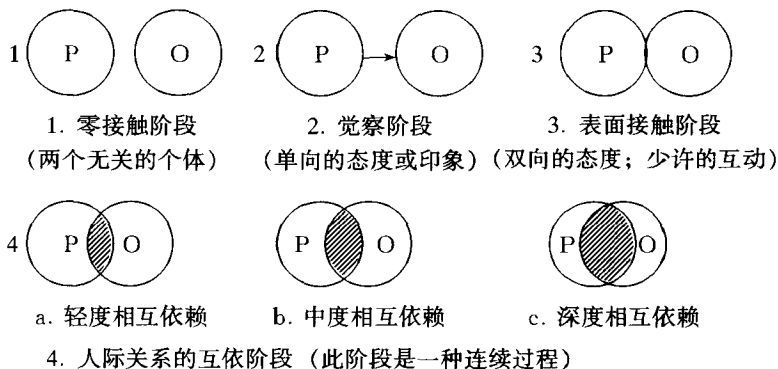 1 P O 2 P O 3 P O
1. 零接触阶段 2. 觉察阶段 3. 表面接触阶段
(两个无关的个体) (单向的态度或印象) (双向的态度；少许的互动)
4 P O P O P O
a. 轻度相互依赖 b. 中度相互依赖 c. 深度相互依赖
4. 人际关系的互依阶段 (此阶段是一种连续过程)